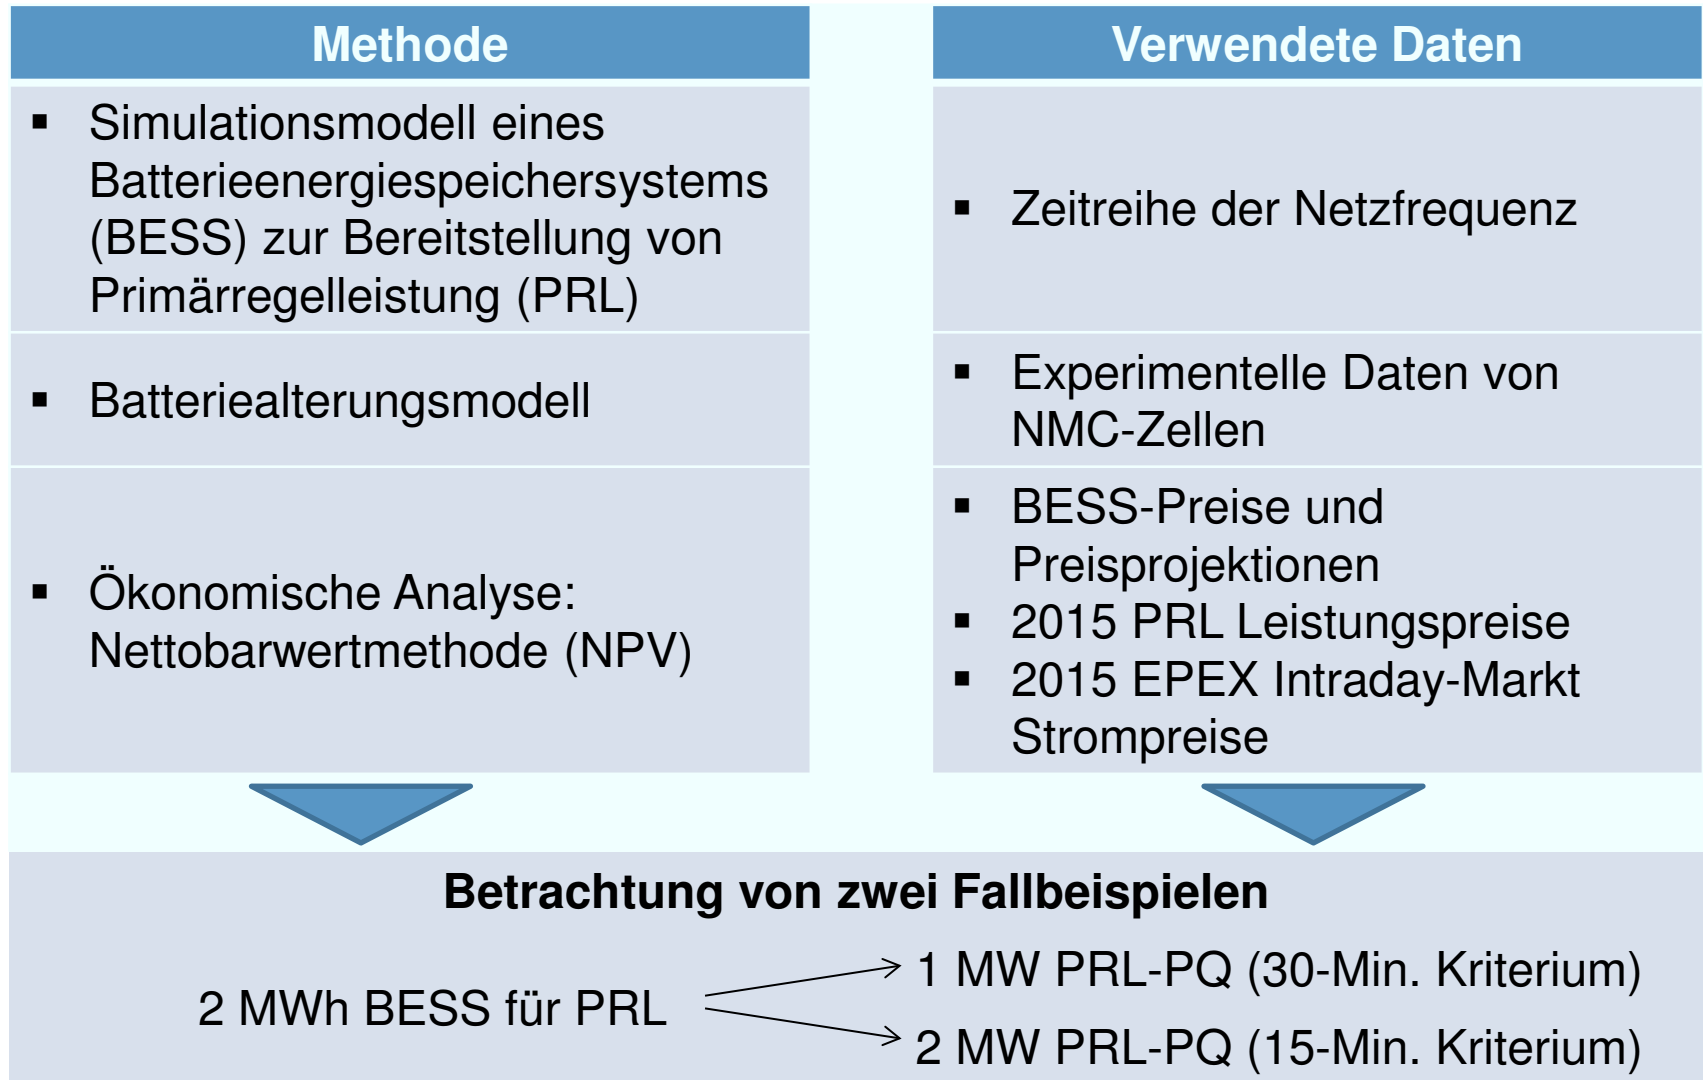 Methode
▪ Simulationsmodell eines
Batterieenergiespeichersystems
(BESS) zur Bereitstellung von
Primärregelleistung (PRL)
▪ Batteriealterungsmodell
▪ Ökonomische Analyse:
Nettobarwertmethode (NPV)
Verwendete Daten
▪ Zeitreihe der Netzfrequenz
▪ Experimentelle Daten von
NMC-Zellen
▪ BESS-Preise und
Preisprojektionen
▪ 2015 PRL Leistungspreise
▪ 2015 EPEX Intraday-Markt
Strompreise
Betrachtung von zwei Fallbeispielen
2 MWh BESS für PRL
1 MW PRL-PQ (30-Min. Kriterium)
2 MW PRL-PQ (15-Min. Kriterium)